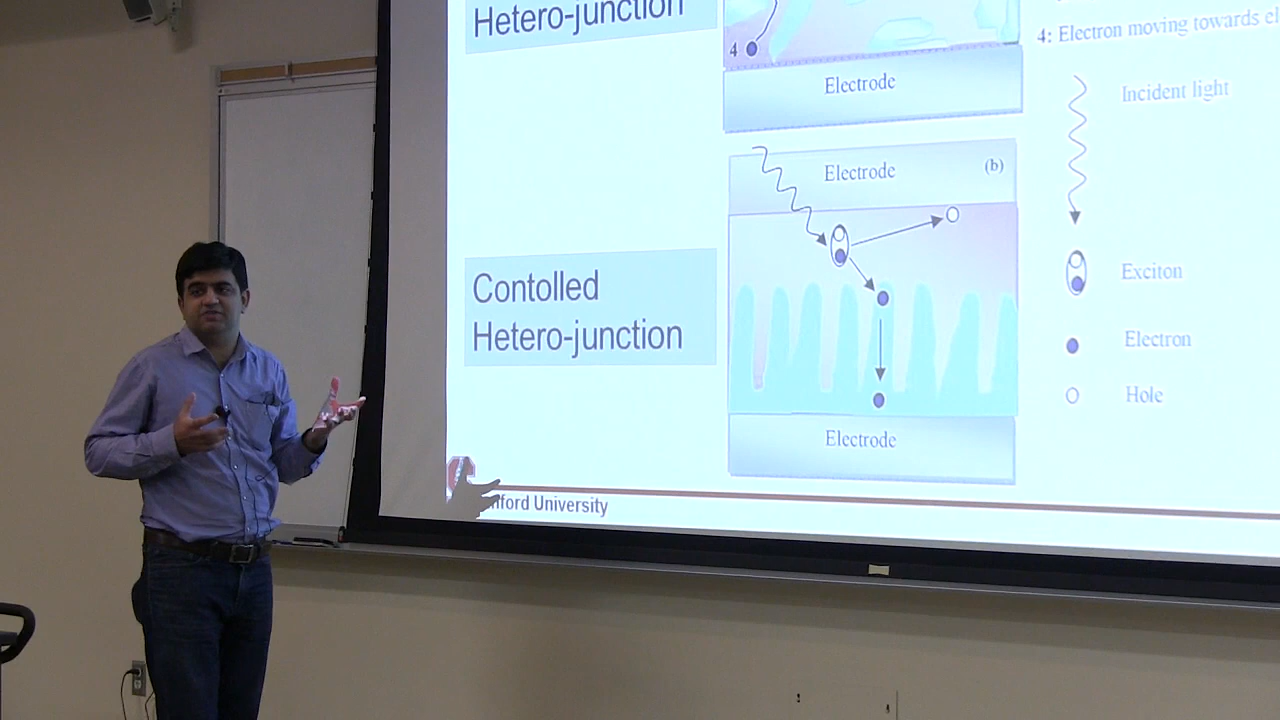 Hetero-junction
4
Electrode
4: Electron moving towards el
Incident light
Electrode
(b)
Contolled
Hetero-junction
Exciton
Electron
Hole
Electrode
nford University